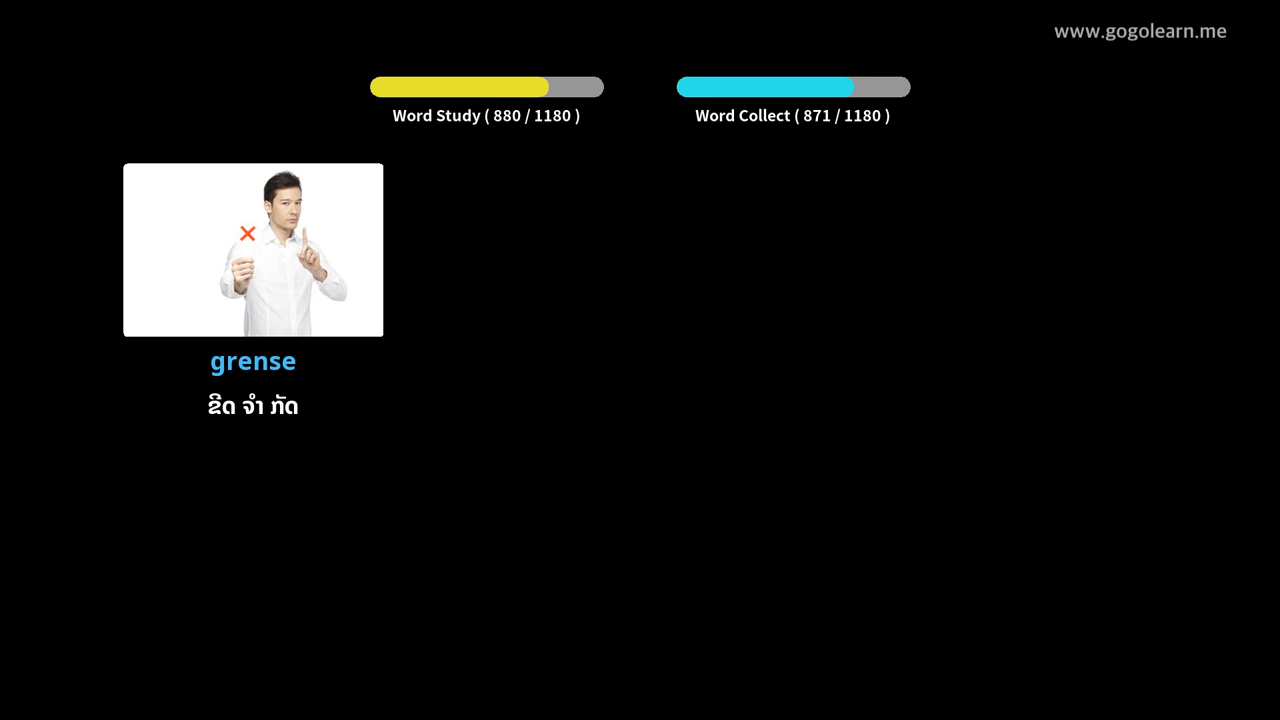 www.gogolearn.me
Word Study ( 880 / 1180 )
Word Collect ( 871 / 1180 )
grense
ຂີດ ຈຳ ກັດ